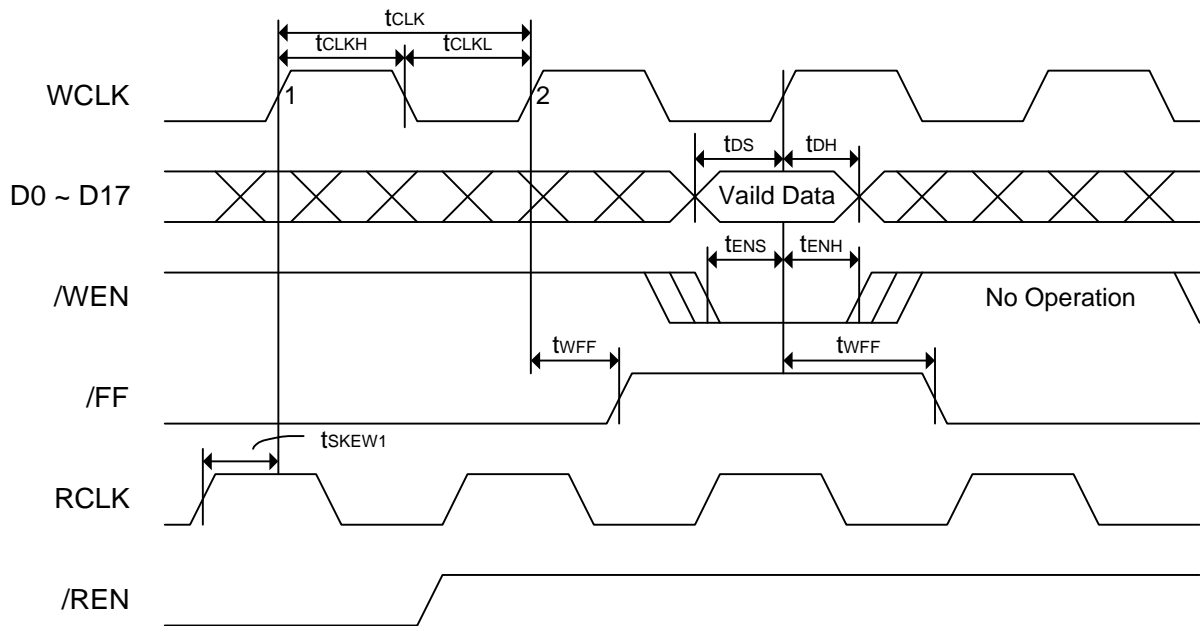 tCLK
tCLKH tCLKL
WCLK 1 2
tDS tDH
D0 ~ D17 Vaild Data
tENS tENH
/WEN No Operation
tWFF tWFF
/FF
tSKEW1
RCLK
/REN